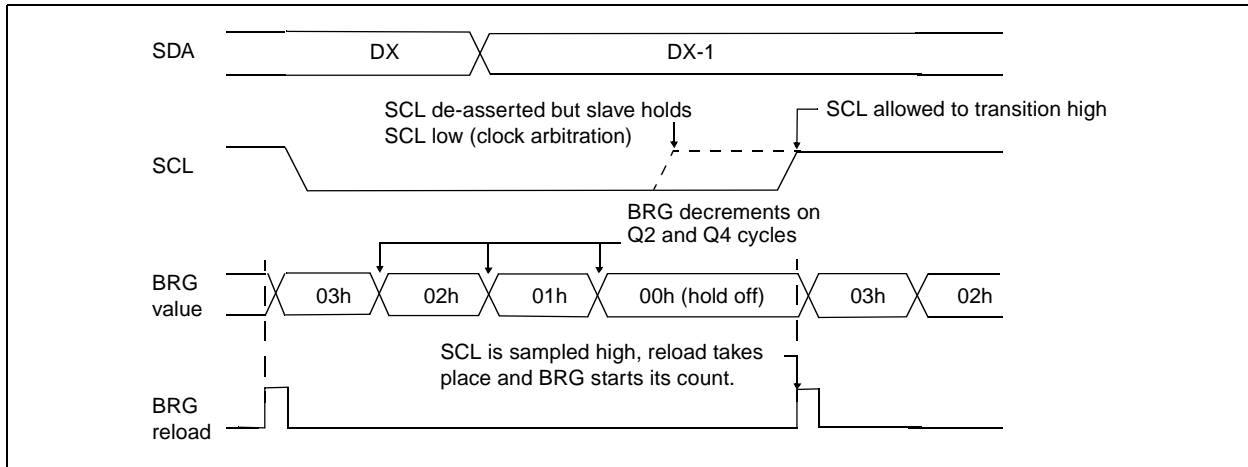 SDA
DX
DX-1
SCL de-asserted but slave holds
SCL low (clock arbitration)
SCL allowed to transition high
SCL
BRG decrements on
Q2 and Q4 cycles
BRG
value
03h
02h
01h
00h (hold off)
03h
02h
SCL is sampled high, reload takes
place and BRG starts its count.
BRG
reload